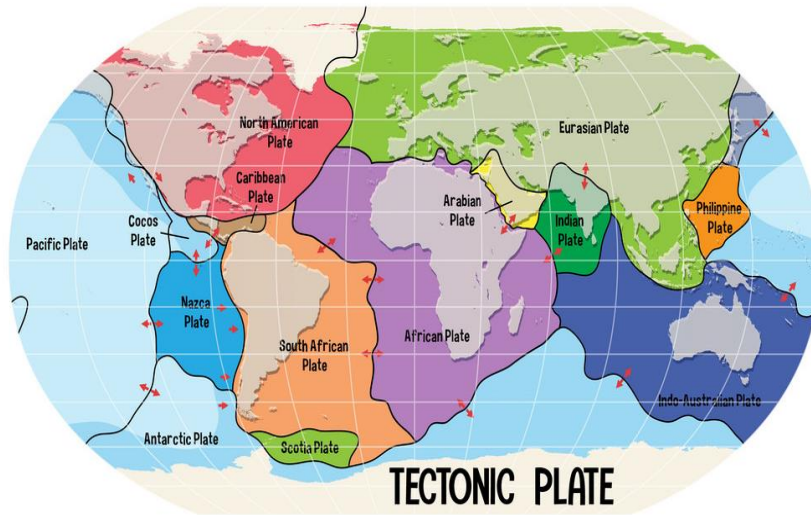 North American
Plate
Eurasian Plate
Caribbean
Plate
Arabian
Plate
Cocos
Plate
Indian
Plate
Philippine
Plate
Pacific Plate
Nazca
Plate
South African
Plate
African Plate
Indo-Australian Plate
Antarctic Plate
Scotia Plate
TECTONIC PLATE